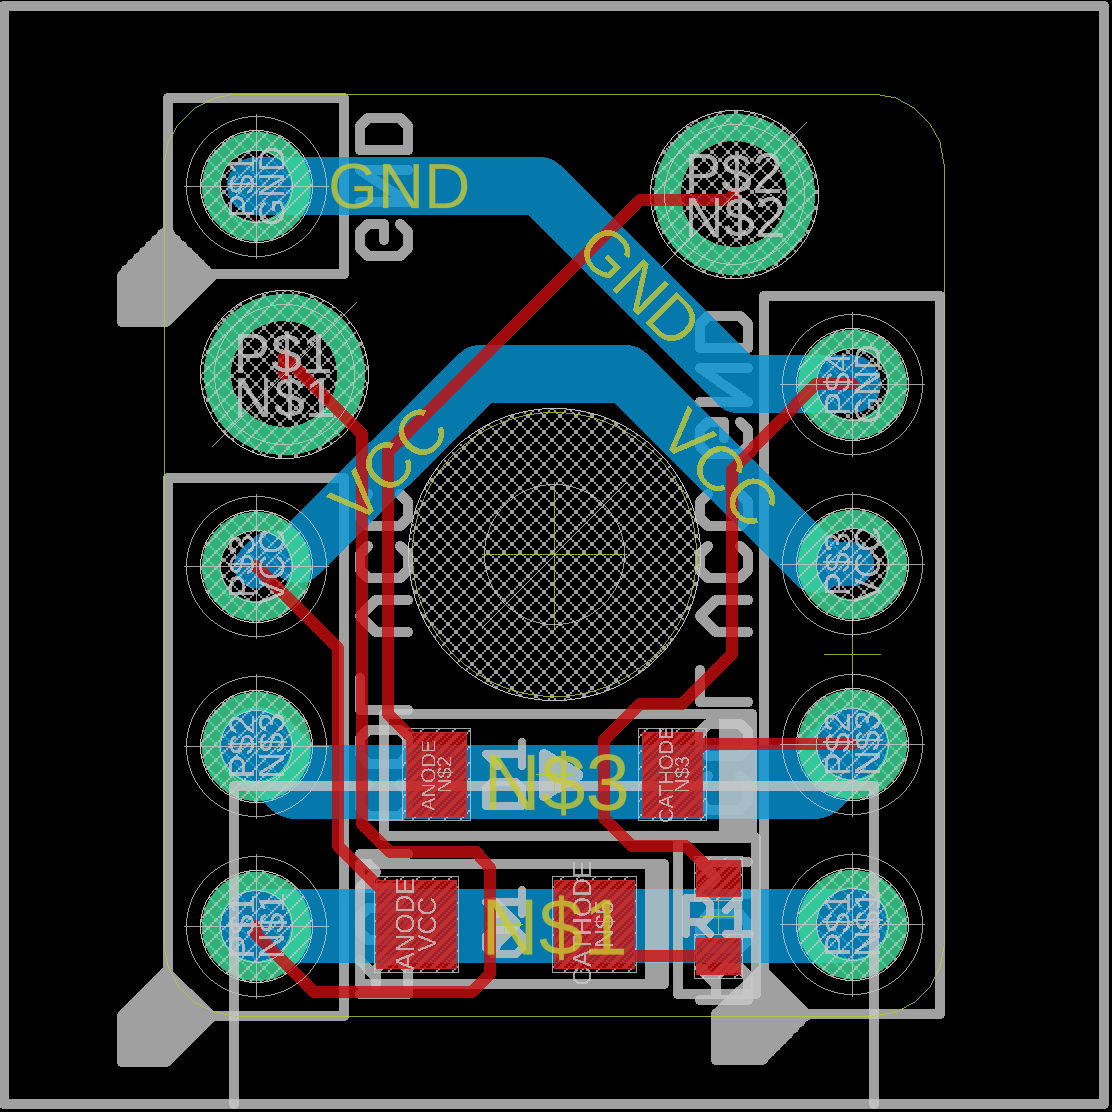 P$1
GND
GND
P$2
N$2
GND
P$1
N$1
P$4
GND
VCC
VCC
P$3
VCC
P$3
VCC
P$2
N$3
ANODE
N$2
D1
N$3
CATHODE
N$3
P$2
N$3
P$1
N$1
ANODE
VCC
N$1
CATHODE
R1
P$1
N$1